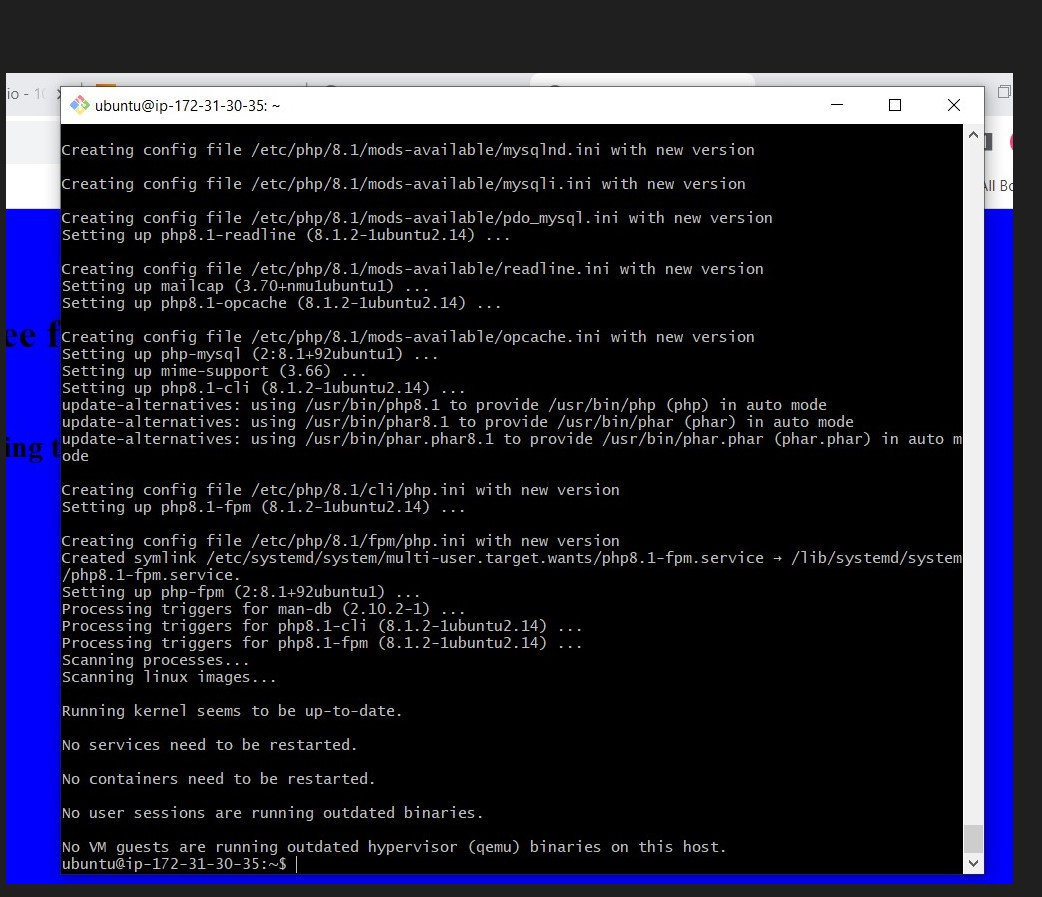 io - 10
ubuntu@ip-172-31-30-35: ~
All Bo
Creating config file /etc/php/8.1/mods-available/mysqlnd.ini with new version
Creating config file /etc/php/8.1/mods-available/mysqli.ini with new version
Creating config file /etc/php/8.1/mods-available/pdo_mysql.ini with new version
Setting up php8.1-readline (8.1.2-1ubuntu2.14) ...
Creating config file /etc/php/8.1/mods-available/readline.ini with new version
Setting up mailcap (3.70+nmu1ubuntu1) ...
Setting up php8.1-opcache (8.1.2-1ubuntu2.14) ...
ee f
Creating config file /etc/php/8.1/mods-available/opcache.ini with new version
Setting up php-mysql (2:8.1+92ubuntu1) ...
Setting up mime-support (3.66) ...
Setting up php8.1-cli (8.1.2-1ubuntu2.14) ...
update-alternatives: using /usr/bin/php8.1 to provide /usr/bin/php (php) in auto mode
update-alternatives: using /usr/bin/phar8.1 to provide /usr/bin/phar (phar) in auto mode
update-alternatives: using /usr/bin/phar.phar8.1 to provide /usr/bin/phar.phar (phar.phar) in auto m
ode
ing t
Creating config file /etc/php/8.1/cli/php.ini with new version
Setting up php8.1-fpm (8.1.2-1ubuntu2.14) ...
Creating config file /etc/php/8.1/fpm/php.ini with new version
Created symlink /etc/systemd/system/multi-user.target.wants/php8.1-fpm.service → /lib/systemd/system
/php8.1-fpm.service.
Setting up php-fpm (2:8.1+92ubuntu1) ...
Processing triggers for man-db (2.10.2-1) ...
Processing triggers for php8.1-cli (8.1.2-1ubuntu2.14) ...
Processing triggers for php8.1-fpm (8.1.2-1ubuntu2.14) ...
Scanning processes...
Scanning linux images...
Running kernel seems to be up-to-date.
No services need to be restarted.
No containers need to be restarted.
No user sessions are running outdated binaries.
No VM guests are running outdated hypervisor (qemu) binaries on this host.
ubuntu@ip-172-31-30-35:~$